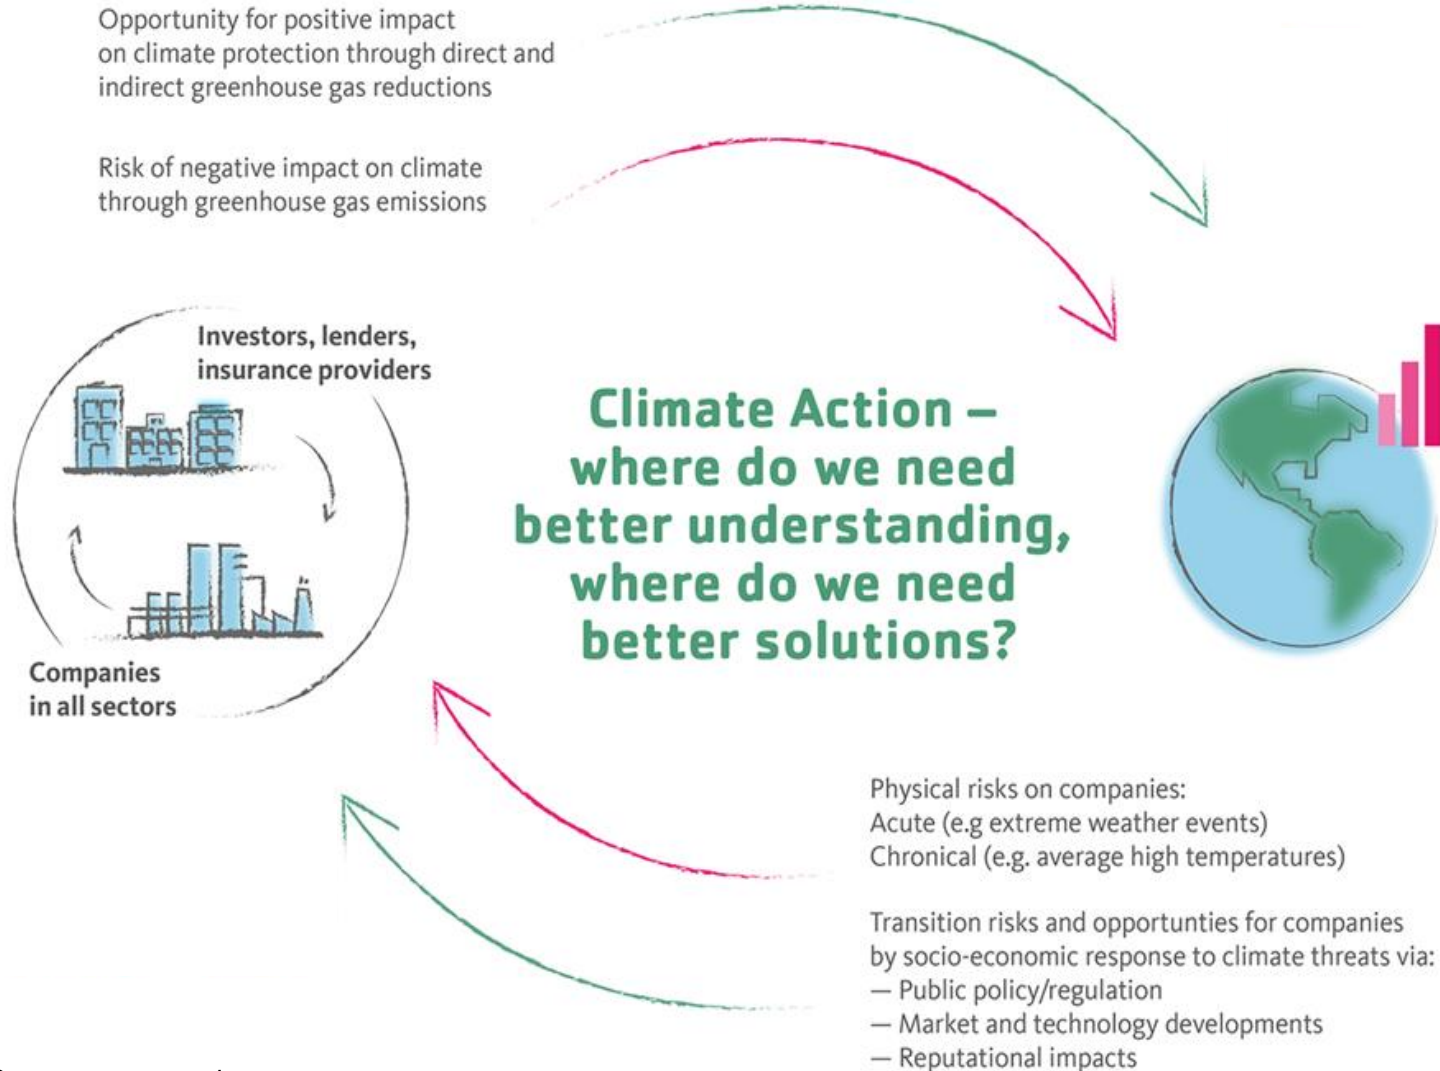 Opportunity for positive impact
on climate protection through direct and
indirect greenhouse gas reductions
Risk of negative impact on climate
through greenhouse gas emissions
Investors, lenders,
insurance providers
Climate Action –
where do we need
better understanding,
where do we need
better solutions?
Companies
in all sectors
Physical risks on companies:
Acute (e.g extreme weather events)
Chronical (e.g. average high temperatures)
Transition risks and opportunties for companies
by socio-economic response to climate threats via:
— Public policy/regulation
— Market and technology developments
— Reputational impacts